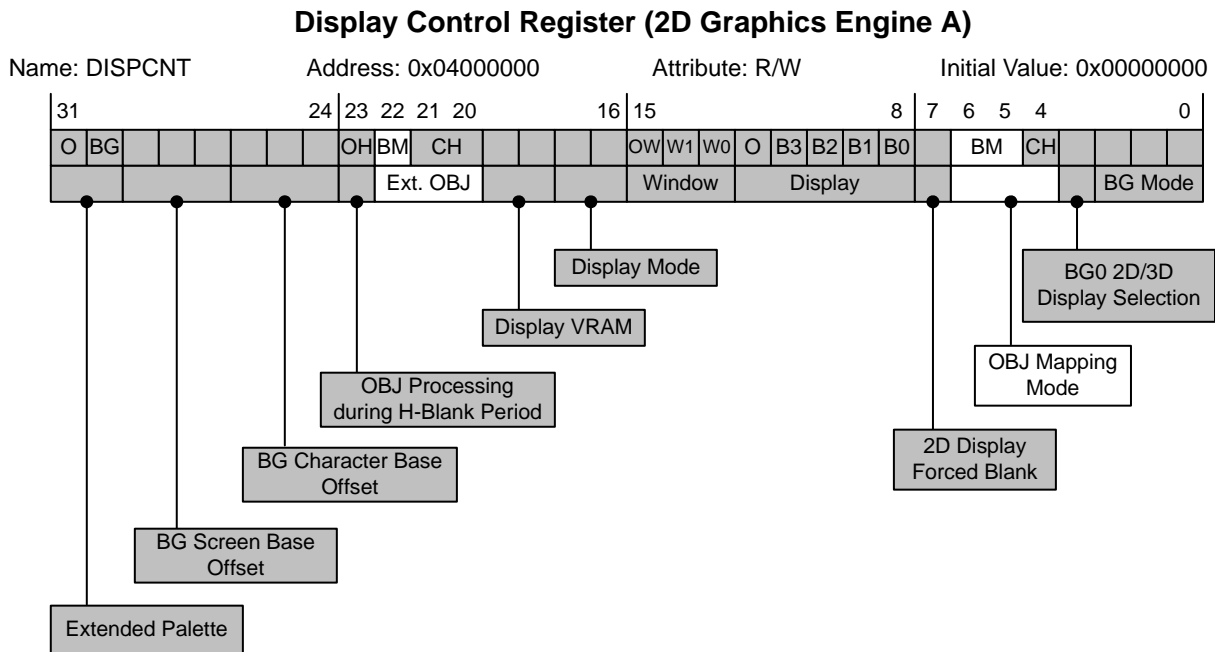 Display Control Register (2D Graphics Engine A)
Name: DISPCNT Address: 0x04000000 Attribute: R/W Initial Value: 0x00000000
31 24 23 22 21 20 16 15 8 7 6 5 4 0
O BG OH BM CH OW W1 W0 O B3 B2 B1 B0 BM CH
Ext. OBJ Window Display BG Mode
Display Mode
BG0 2D/3D
Display Selection
Display VRAM
OBJ Mapping
Mode
OBJ Processing
during H-Blank Period
2D Display
Forced Blank
BG Character Base
Offset
BG Screen Base
Offset
Extended Palette